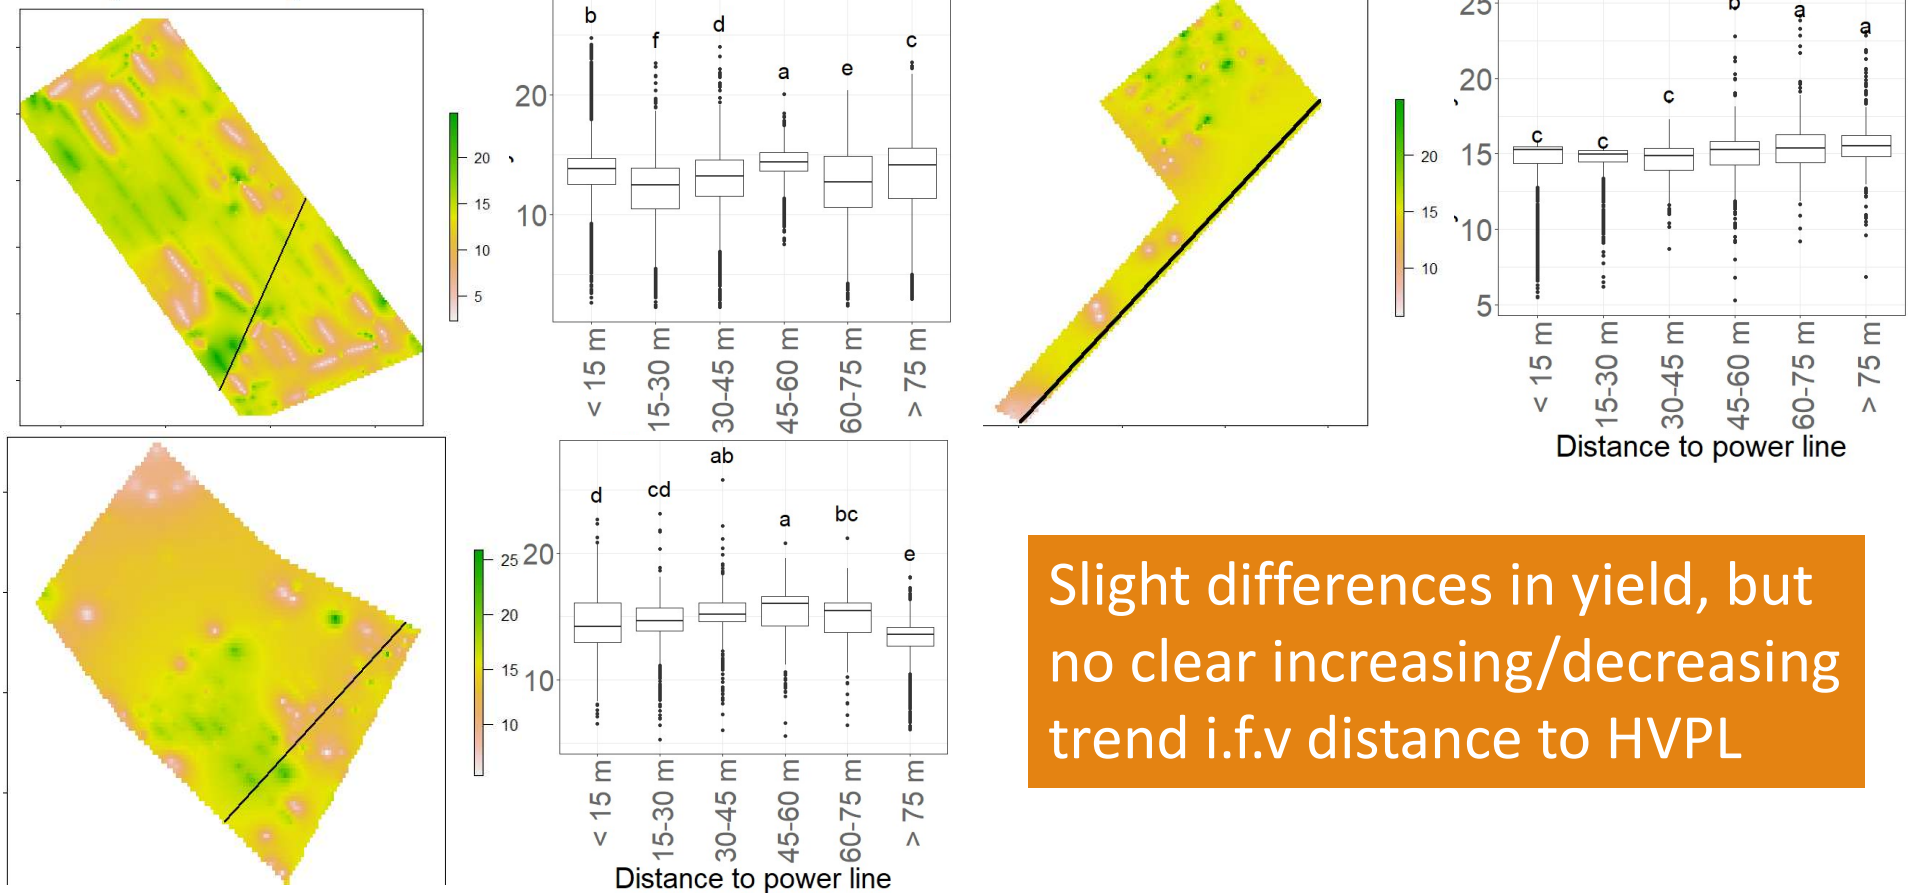 b
f
d
a
e
c
20
10
< 15 m
15-30 m
30-45 m
45-60 m
60-75 m
> 75 m
20
15
10
5
20
15
10
25
20
15
10
5
c
c
c
b
a
a
< 15 m
15-30 m
30-45 m
45-60 m
60-75 m
> 75 m
Distance to power line
25
20
15
10
20
10
d
cd
ab
a
bc
e
< 15 m
15-30 m
30-45 m
45-60 m
60-75 m
> 75 m
Distance to power line
Slight differences in yield, but
no clear increasing/decreasing
trend i.f.v distance to HVPL